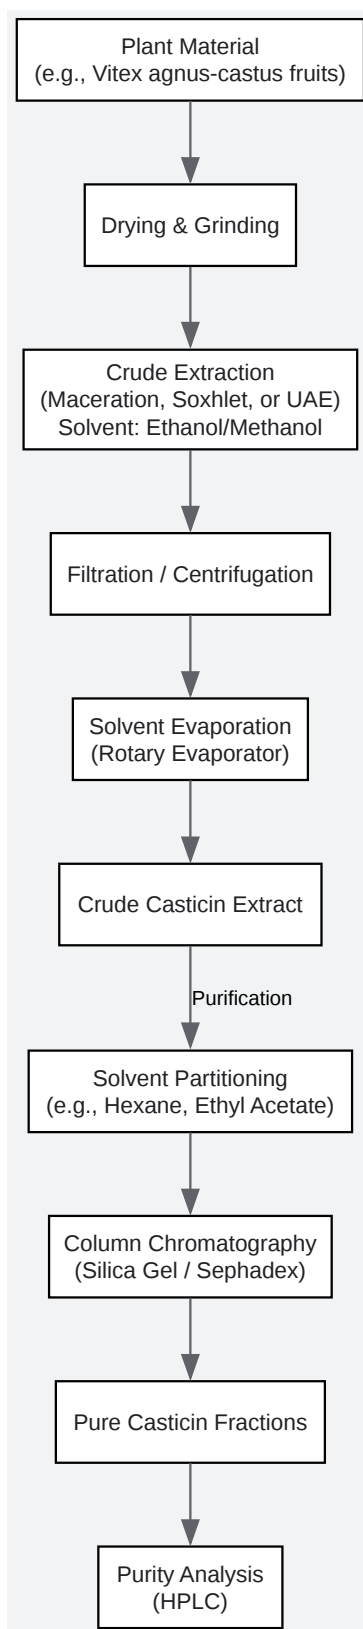 Plant Material
(e.g., Vitex agnus-castus fruits)
Drying & Grinding
Crude Extraction
(Maceration, Soxhlet, or UAE)
Solvent: Ethanol/Methanol
Filtration / Centrifugation
Solvent Evaporation
(Rotary Evaporator)
Crude Casticin Extract
Purification
Solvent Partitioning
(e.g., Hexane, Ethyl Acetate)
Column Chromatography
(Silica Gel / Sephadex)
Pure Casticin Fractions
Purity Analysis
(HPLC)